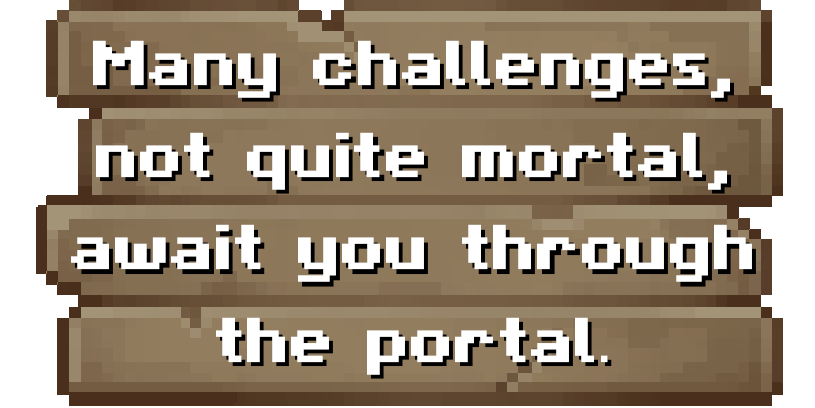 Many challenges,
not quite mortal,
await you through
the portal.